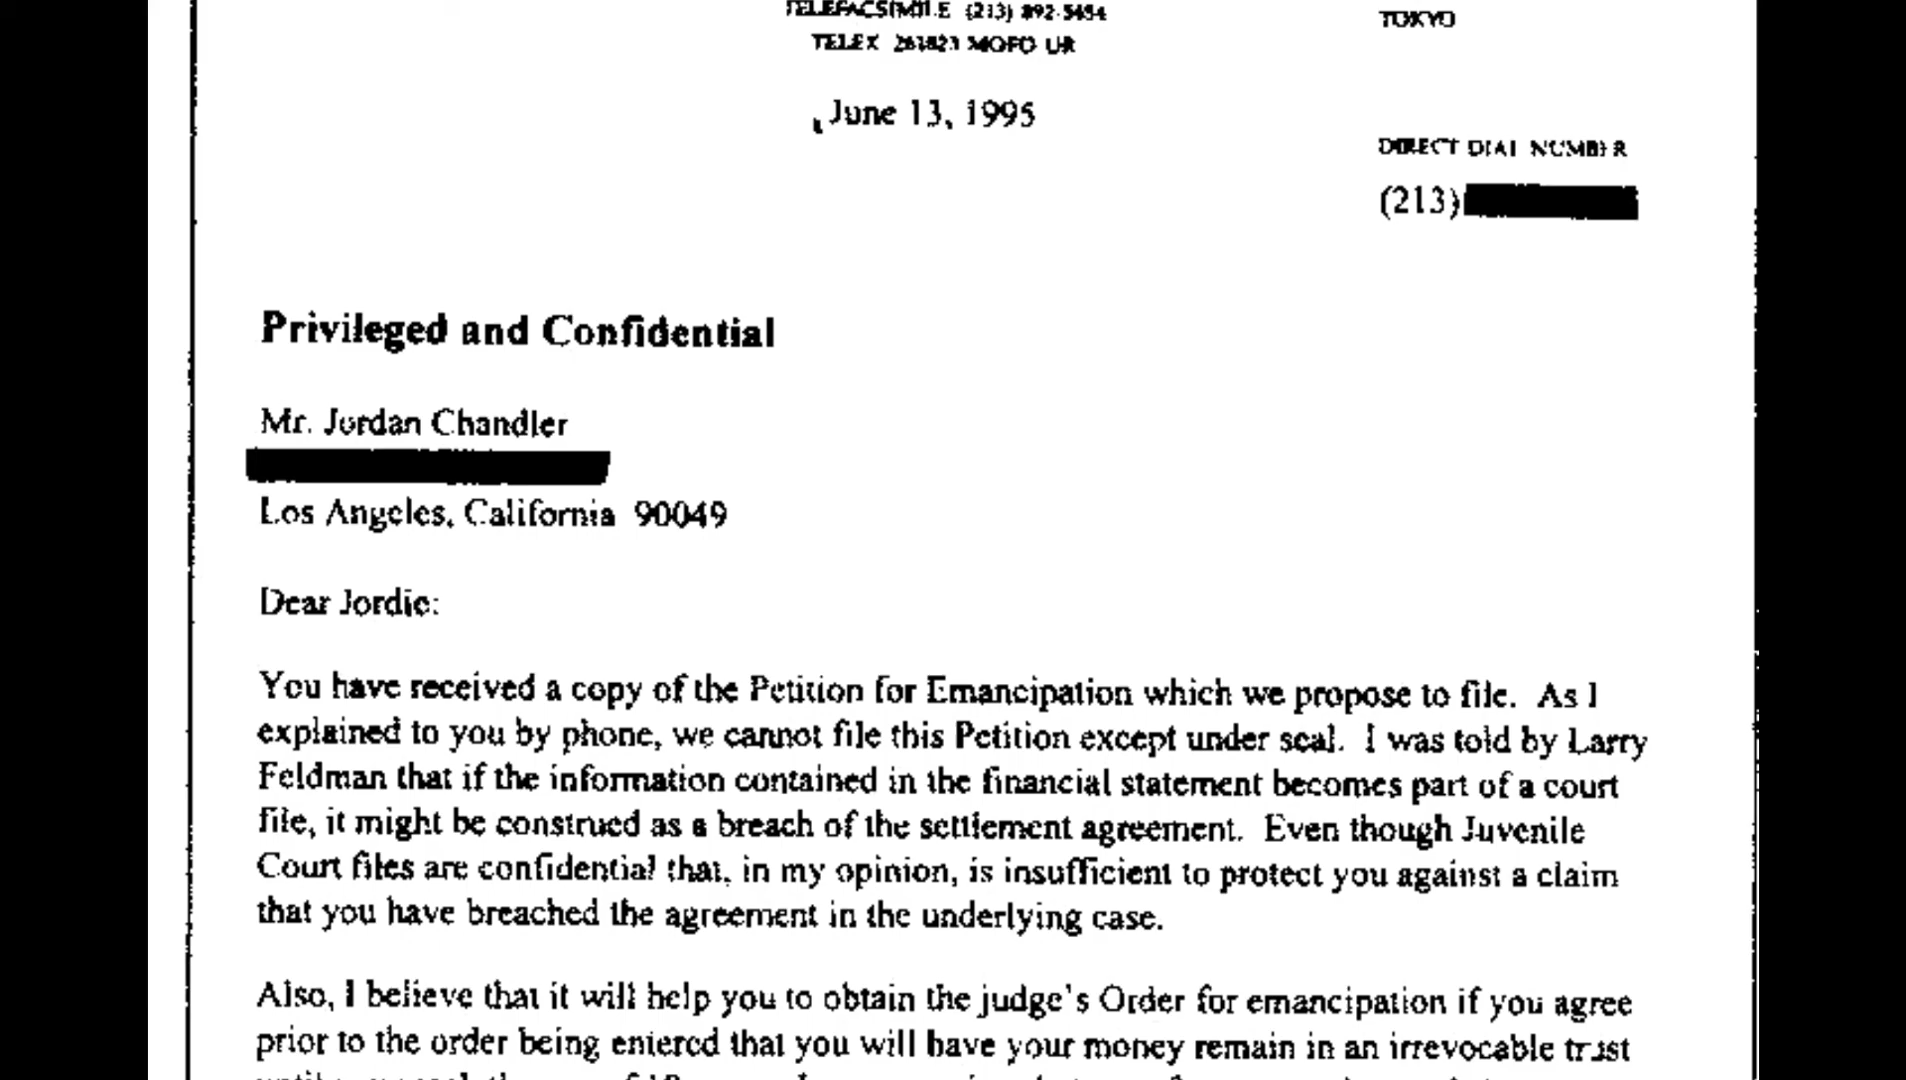 TELEFACSIMILE (213) 892-5454
TELEX 261823 MOFO UR
TOKYO
June 13, 1995
DIRECT DIAL NUMBER
(213)
Privileged and Confidential
Mr. Jordan Chandler
Los Angeles, California 90049
Dear Jordie:
You have received a copy of the Petition for Emancipation which we propose to file. As I
explained to you by phone, we cannot file this Petition except under seal. I was told by Larry
Feldman that if the information contained in the financial statement becomes part of a court
file, it might be construed as a breach of the settlement agreement. Even though Juvenile
Court files are confidential that, in my opinion, is insufficient to protect you against a claim
that you have breached the agreement in the underlying case.
Also, I believe that it will help you to obtain the judge's Order for emancipation if you agree
prior to the order being entered that you will have your money remain in an irrevocable trust